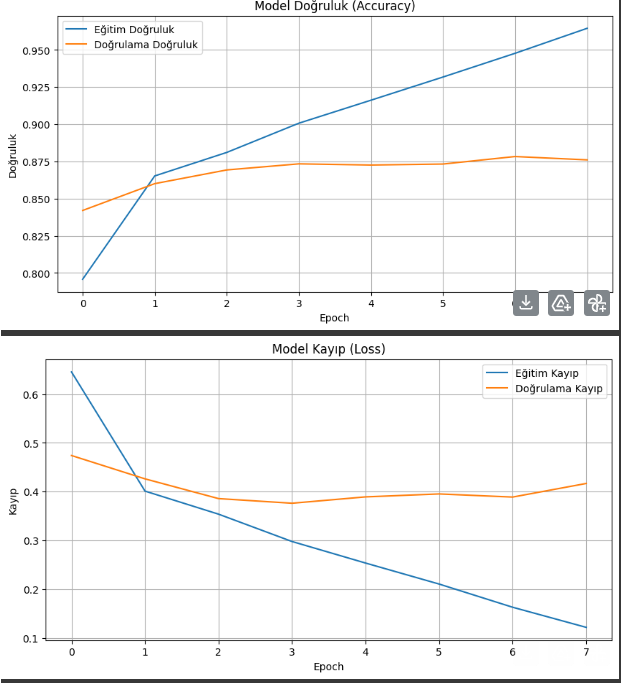 Model Doğruluk (Accuracy)
Eğitim Doğruluk
Doğrulama Doğruluk
0.950
0.925
0.900
0.875
0.850
0.825
0.800
Doğruluk
0 1 2 3 4 5
Epoch
Model Kayıp (Loss)
Eğitim Kayıp
Doğrulama Kayıp
0.6
0.5
0.4
0.3
0.2
0.1
Kayıp
0 1 2 3 4 5 6 7
Epoch